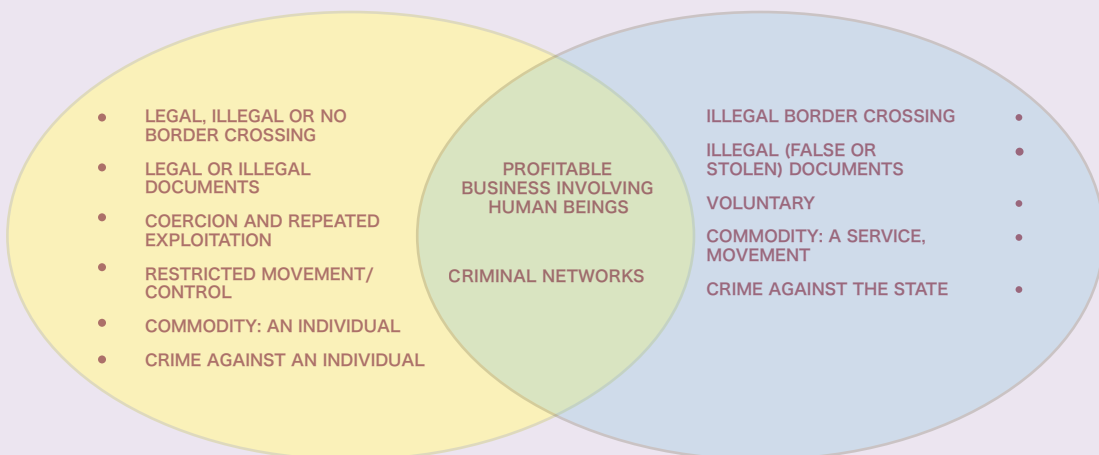 LEGAL, ILLEGAL OR NO
BORDER CROSSING
LEGAL OR ILLEGAL
DOCUMENTS
COERCION AND REPEATED
EXPLOITATION
RESTRICTED MOVEMENT/
CONTROL
COMMODITY: AN INDIVIDUAL
CRIME AGAINST AN INDIVIDUAL
PROFITABLE
BUSINESS INVOLVING
HUMAN BEINGS
CRIMINAL NETWORKS
ILLEGAL BORDER CROSSING
ILLEGAL (FALSE OR
STOLEN) DOCUMENTS
VOLUNTARY
COMMODITY: A SERVICE,
MOVEMENT
CRIME AGAINST THE STATE